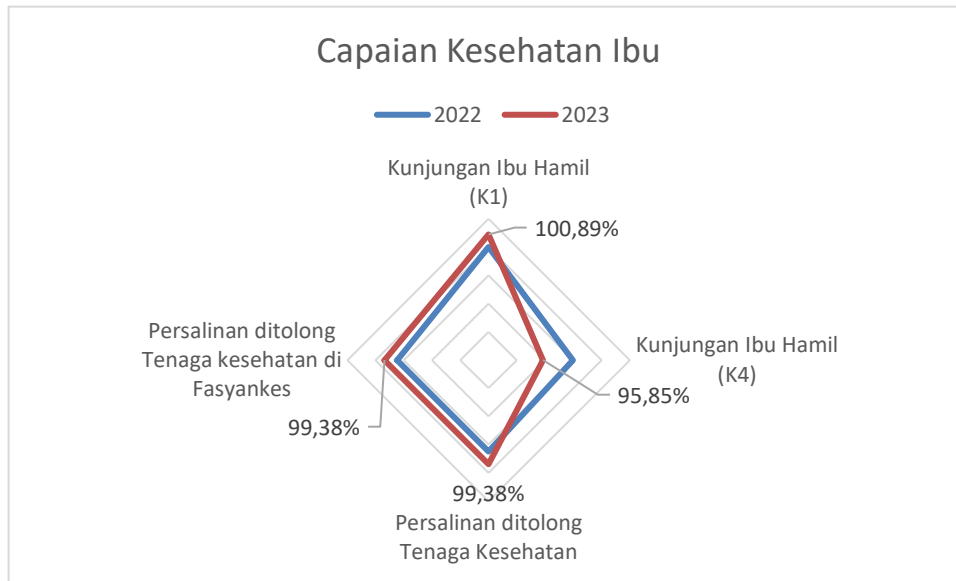 Capaian Kesehatan Ibu
2022 2023
Kunjungan Ibu Hamil
(K1)
100,89%
Persalinan ditolong
Tenaga kesehatan di
Fasyankes
Kunjungan Ibu Hamil
(K4)
95,85%
99,38%
99,38%
Persalinan ditolong
Tenaga Kesehatan